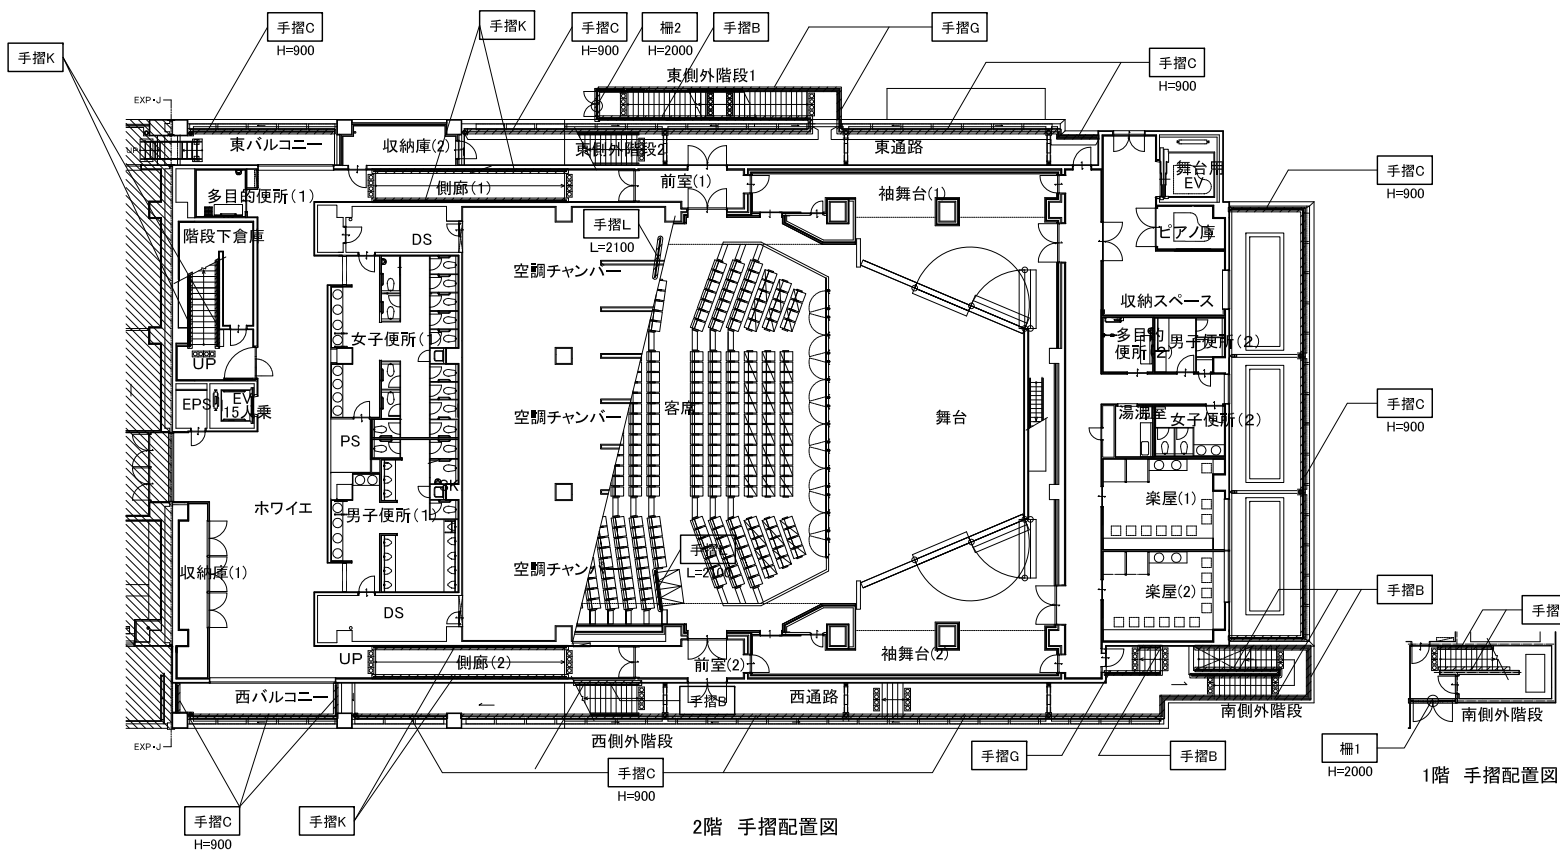 手摺C
H=900
手摺K
手摺C
H=900
柵2
H=2000
手摺B
手摺G
手摺K
手摺C
H=900
東側外階段1
EXP・J
UP
東バルコニー
収納庫(2)
東側外階段2
東通路
舞台用
EV
手摺C
H=900
多目的便所(1)
側廊(1)
前室(1)
袖舞台(1)
階段下倉庫
DS
手摺L
L=2100
ピアノ庫
空調チャンバー
収納スペース
女子便所(1)
多目的
便所(2)
男子便所(2)
UP
EPS
EV
15人乗
客席
空調チャンバー
舞台
湯沸室
女子便所(2)
手摺C
H=900
PS
SK
ホワイエ
男子便所(1)
楽屋(1)
収納庫(1)
空調チャンバー
L=2100
DS
楽屋(2)
手摺B
UP
側廊(2)
前室(2)
袖舞台(2)
西バルコニー
手摺B
西通路
南側外階段
西側外階段
EXP・J
手摺
南側外階段
手摺C
H=900
手摺G
手摺B
柵1
H=2000
1階 手摺配置図
手摺C
H=900
手摺K
2階 手摺配置図